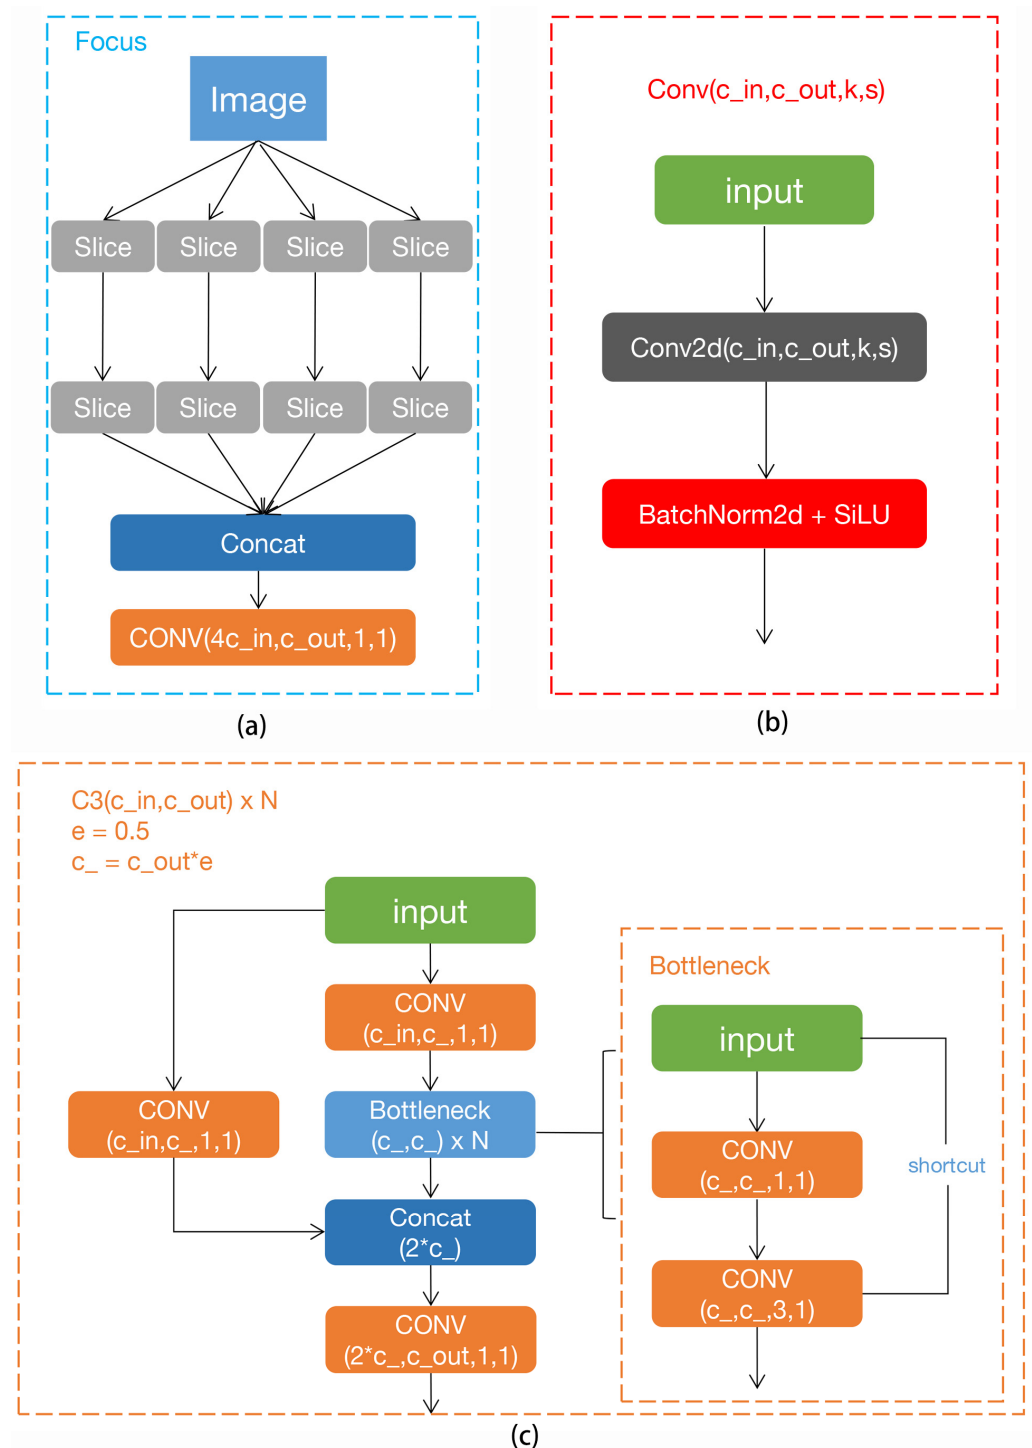 Focus
Image
Slice Slice Slice Slice
Slice Slice Slice Slice
Concat
CONV(4c_in,c_out,1,1)
(a)
Conv(c_in,c_out,k,s)
input
Conv2d(c_in,c_out,k,s)
BatchNorm2d + SiLU
(b)
C3(c_in,c_out) x N
e = 0.5
c_ = c_out*e
input
CONV
(c_in,c_,1,1)
CONV
(c_in,c_,1,1)
Bottleneck
(c_,c_) x N
Concat
(2*c_)
CONV
(2*c_,c_out,1,1)
Bottleneck
input
CONV
(c_,c_,1,1)
shortcut
CONV
(c_,c_,3,1)
(c)